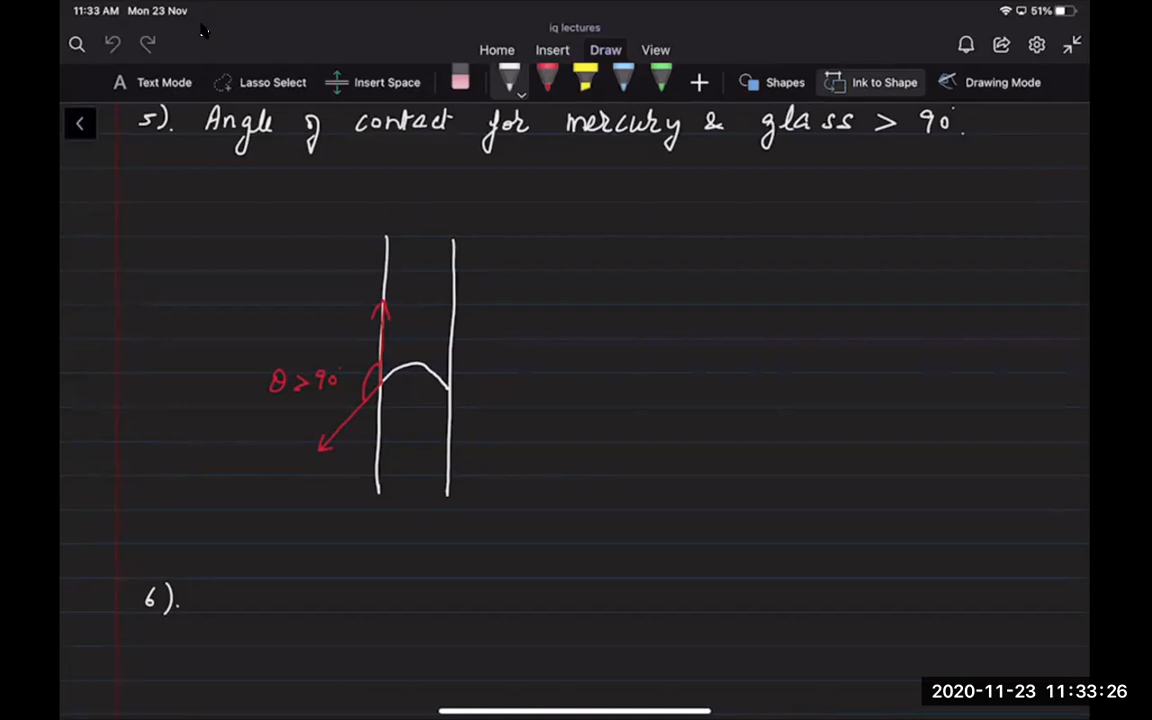 11:33 AM Mon 23 Nov
51%
iq lectures
Home Insert Draw View
Text Mode Lasso Select Insert Space Shapes Ink to Shape Drawing Mode
5). Angle of contact for mercury & glass > 90°.
θ > 90°
6).
2020-11-23 11:33:26